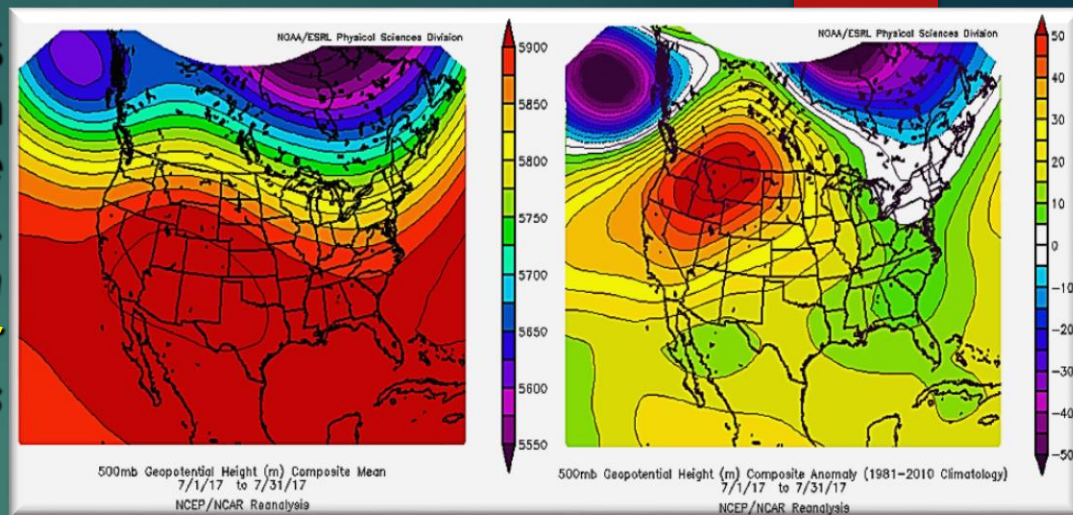 NOAA/ESRL Physical Sciences Division
5900
5850
5800
5750
5700
5650
5600
5550
500mb Geopotential Height (m) Composite Mean
7/1/17 to 7/31/17
NCEP/NCAR Reanalysis
NOAA/ESRL Physical Sciences Division
50
40
30
20
10
0
-10
-20
-30
-40
-50
500mb Geopotential Height (m) Composite Anomaly (1981-2010 Climatology)
7/1/17 to 7/31/17
NCEP/NCAR Reanalysis